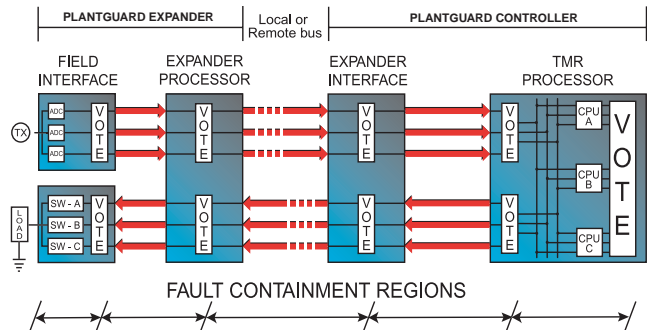 PLANTGUARD EXPANDER
Local or
Remote bus
PLANTGUARD CONTROLLER
FIELD
INTERFACE
EXPANDER
PROCESSOR
EXPANDER
INTERFACE
TMR
PROCESSOR
TX
ADC
ADC
ADC
VOTE
VOTE
VOTE
VOTE
CPU
A
CPU
B
CPU
C
VOTE
LOAD
SW - A
SW - B
SW - C
VOTE
VOTE
VOTE
VOTE
FAULT CONTAINMENT REGIONS